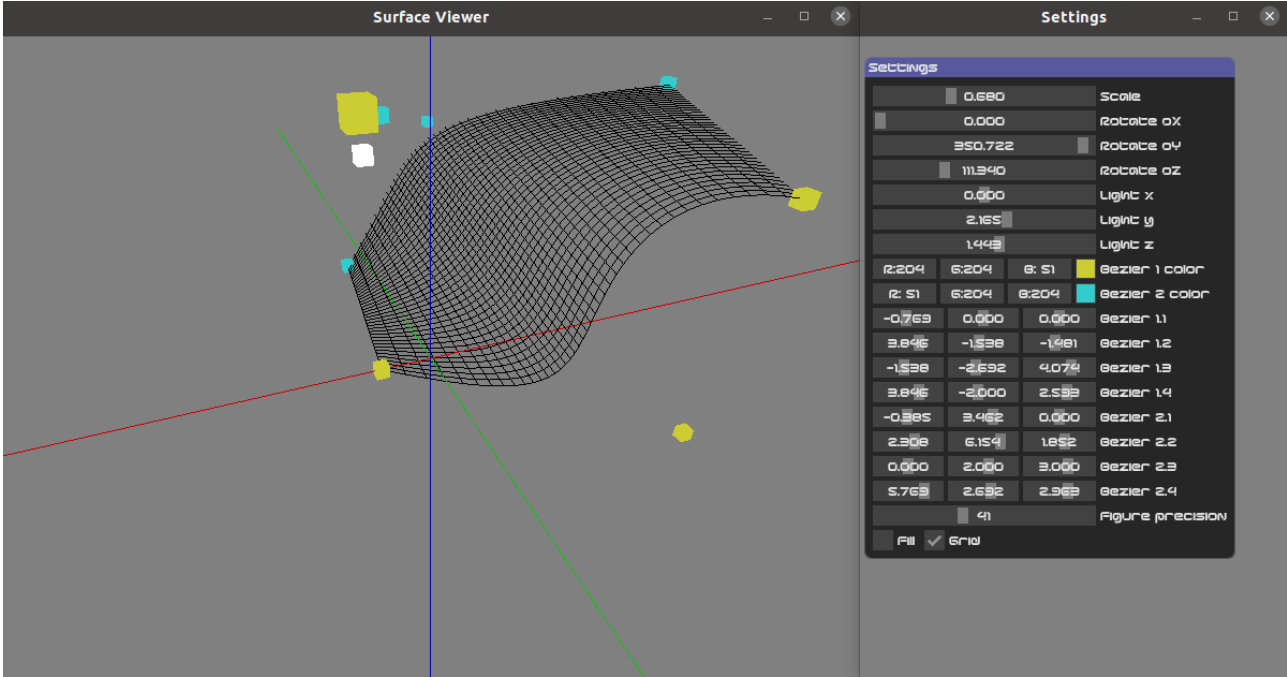 Surface Viewer
Settings
Settings
0.680 Scale
0.000 Rotate oX
350.722 Rotate oY
111.340 Rotate oZ
0.000 Light x
2.165 Light y
1.443 Light z
R:204 G:204 B: 51 Bezier 1 color
R: 51 G:204 B:204 Bezier 2 color
-0.769 0.000 0.000 Bezier 1.1
3.846 -1.538 -1.481 Bezier 1.2
-1.538 -2.692 4.074 Bezier 1.3
3.846 -2.000 2.593 Bezier 1.4
-0.385 3.462 0.000 Bezier 2.1
2.308 6.154 1.852 Bezier 2.2
0.000 2.000 3.000 Bezier 2.3
5.769 2.692 2.963 Bezier 2.4
41 Figure precision
Fill Grid